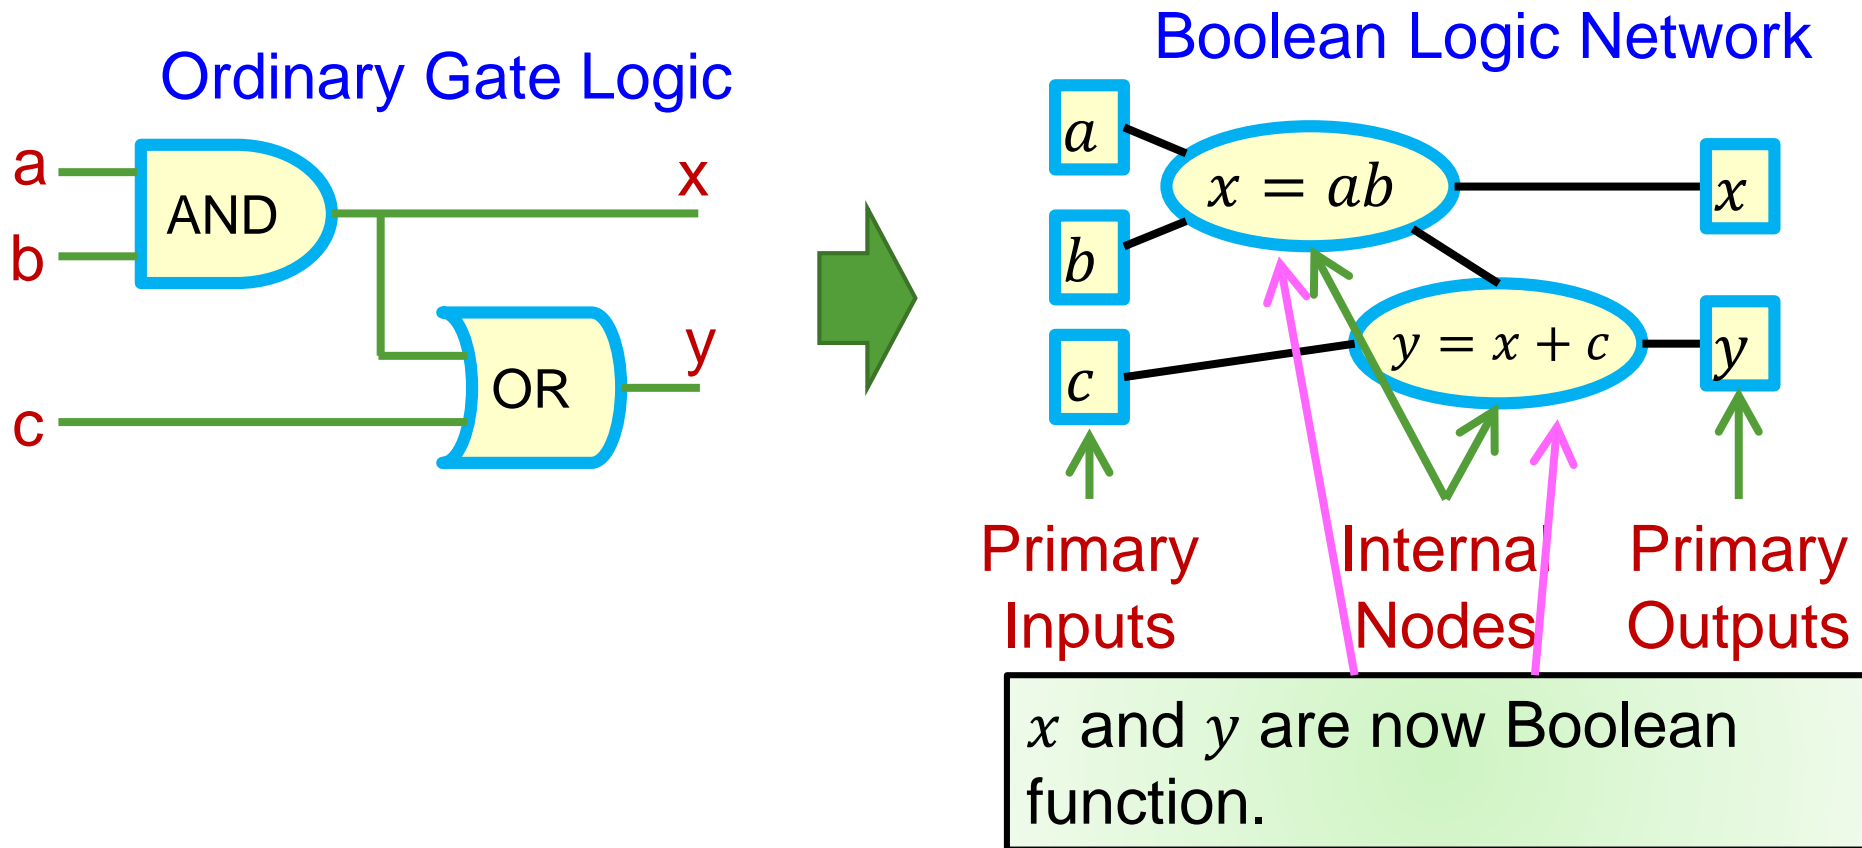 Ordinary Gate Logic
a
b
c
AND
OR
x
y
Boolean Logic Network
a
b
c
x = ab
y = x + c
x
y
Primary
Inputs
Internal
Nodes
Primary
Outputs
x and y are now Boolean
function.